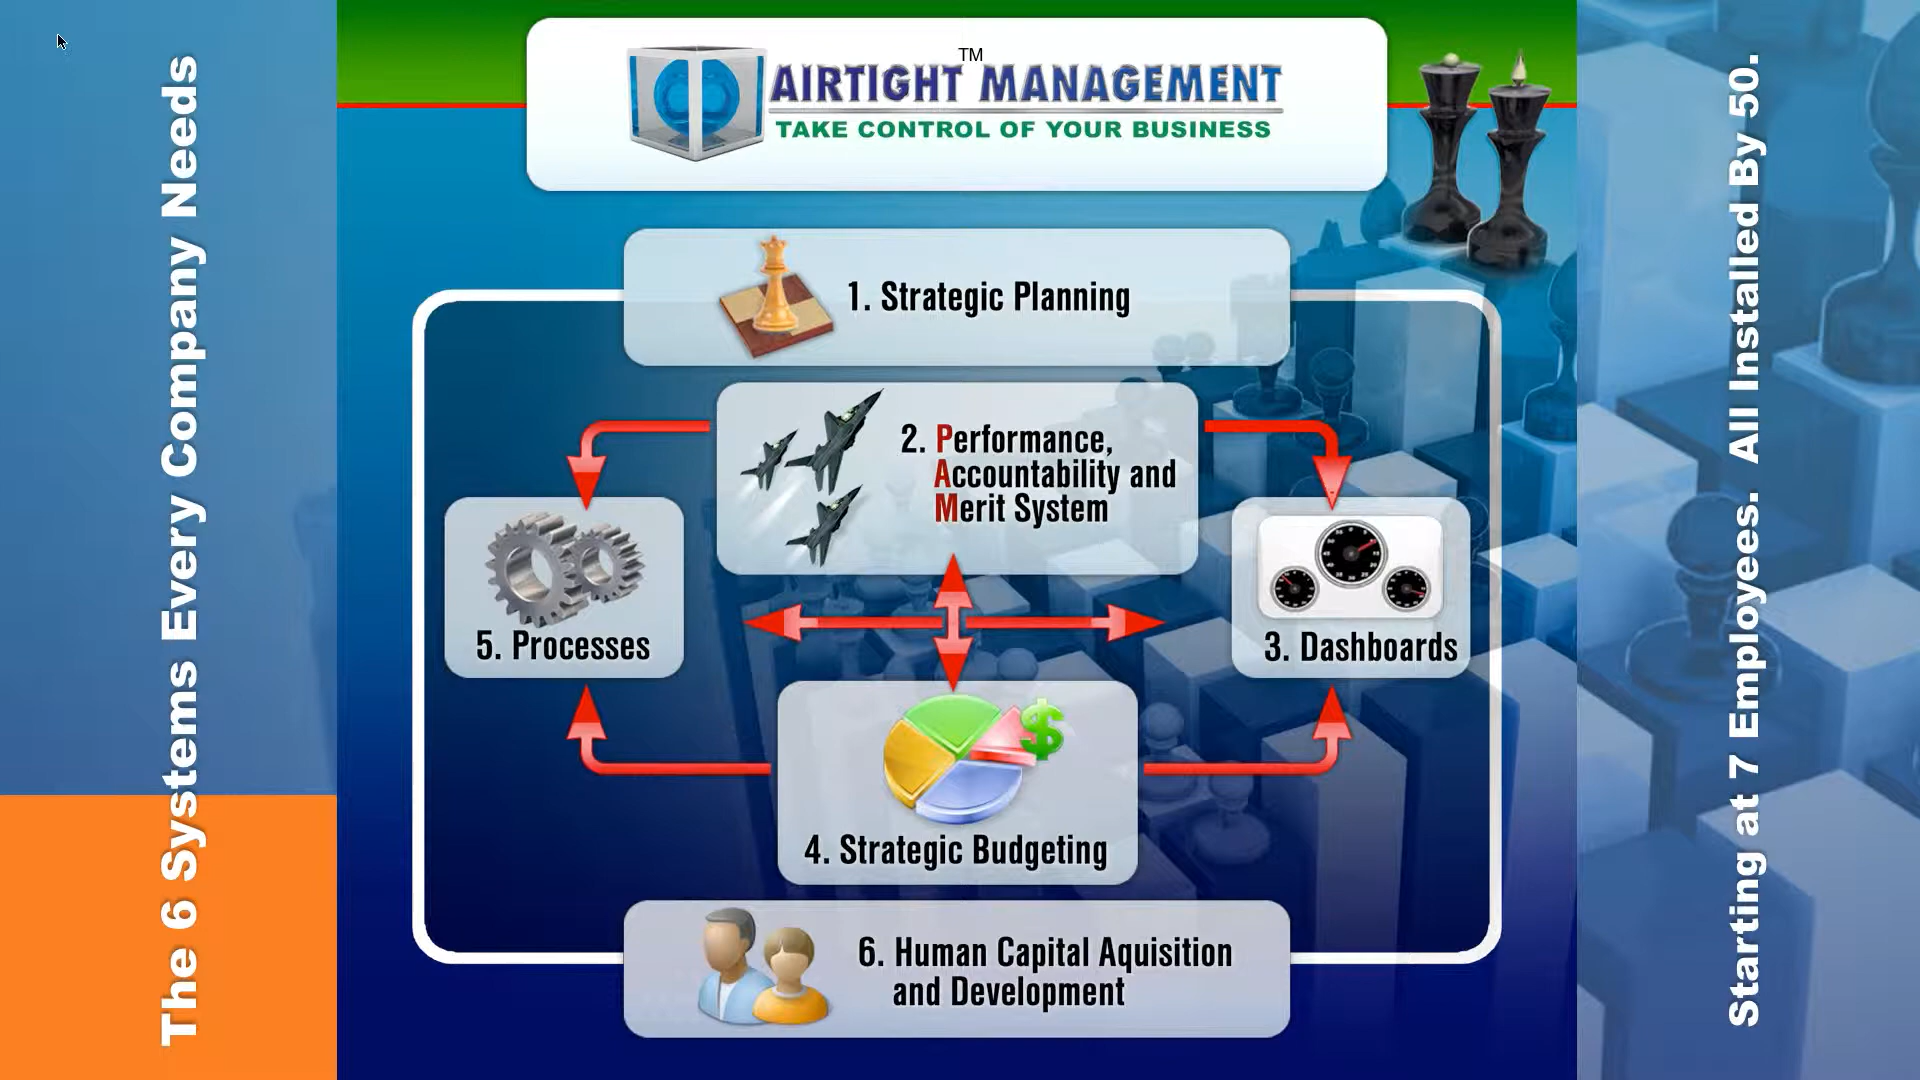 The 6 Systems Every Company Needs
TM
AIRTIGHT MANAGEMENT
TAKE CONTROL OF YOUR BUSINESS
1. Strategic Planning
2. Performance,
Accountability and
Merit System
5. Processes
3. Dashboards
4. Strategic Budgeting
6. Human Capital Aquisition
and Development
Starting at 7 Employees. All Installed By 50.